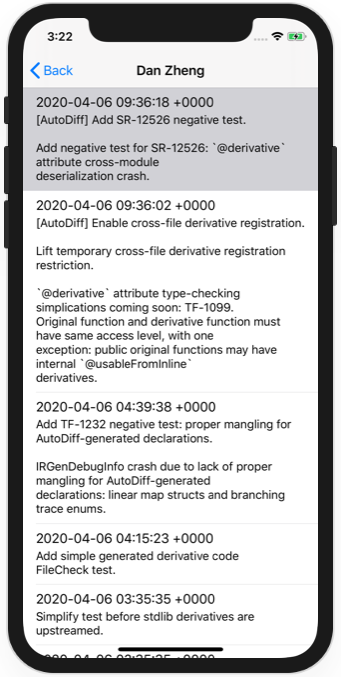 3:22
Back
Dan Zheng
2020-04-06 09:36:18 +0000
[AutoDiff] Add SR-12526 negative test.
Add negative test for SR-12526: `@derivative`
attribute cross-module
deserialization crash.
2020-04-06 09:36:02 +0000
[AutoDiff] Enable cross-file derivative registration.
Lift temporary cross-file derivative registration
restriction.
`@derivative` attribute type-checking
simplications coming soon: TF-1099.
Original function and derivative function must
have same access level, with one
exception: public original functions may have
internal `@usableFromInline`
derivatives.
2020-04-06 04:39:38 +0000
Add TF-1232 negative test: proper mangling for
AutoDiff-generated declarations.
IRGenDebugInfo crash due to lack of proper
mangling for AutoDiff-generated
declarations: linear map structs and branching
trace enums.
2020-04-06 04:15:23 +0000
Add simple generated derivative code
FileCheck test.
2020-04-06 03:35:35 +0000
Simplify test before stdlib derivatives are
upstreamed.